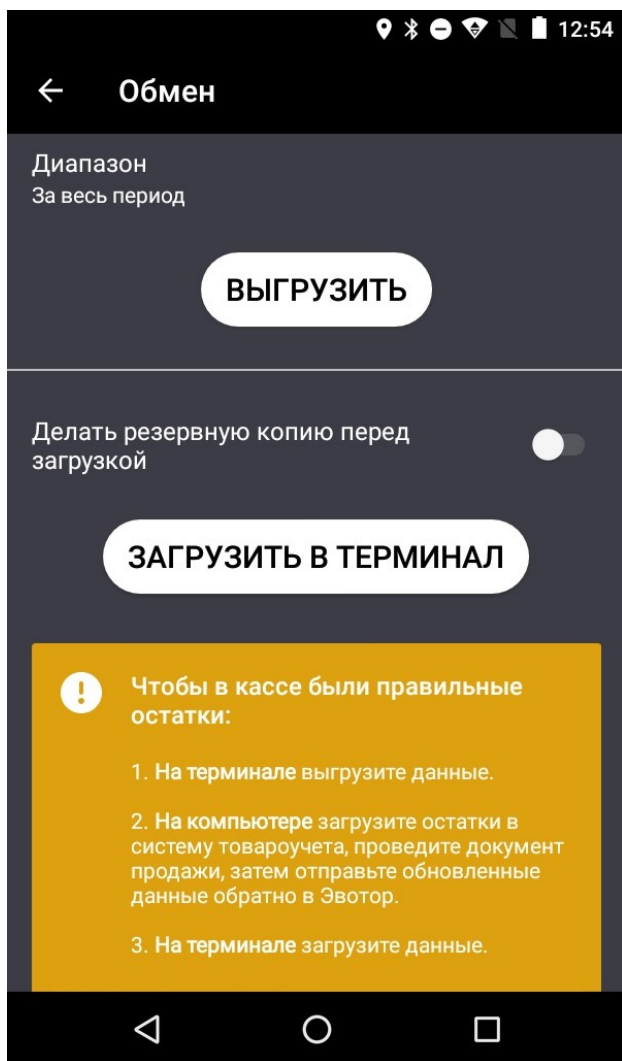 12:54
Обмен
Диапазон
За весь период
ВЫГРУЗИТЬ
Делать резервную копию перед
загрузкой
ЗАГРУЗИТЬ В ТЕРМИНАЛ
Чтобы в кассе были правильные
остатки:
1. На терминале выгрузите данные.
2. На компьютере загрузите остатки в
систему товароучета, проведите документ
продажи, затем отправьте обновленные
данные обратно в Эвотор.
3. На терминале загрузите данные.